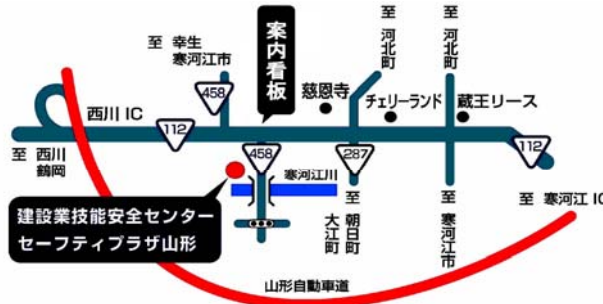 至 幸生
寒河江市
458
案内看板
至 河北町
至 河北町
慈恩寺
チェリーランド
蔵王リース
西川 IC
112
458
287
112
至 西川
鶴岡
寒河江川
建設業技能安全センター
セーフティプラザ山形
至 朝日町
大江町
至 寒河江市
至 寒河江 IC
山形自動車道